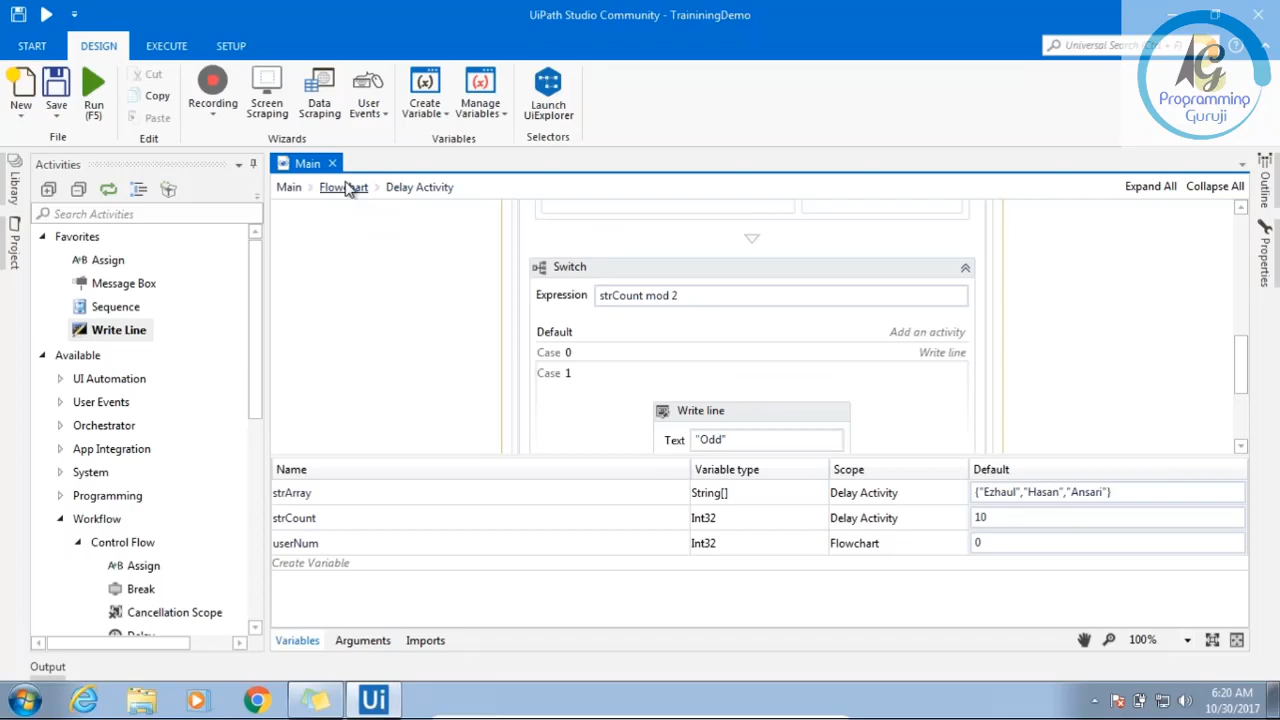 UiPath Studio Community - TraininingDemo
START DESIGN EXECUTE SETUP
Universal Search (Ctrl + F)
New Save Run (F5)
Cut
Copy
Paste
Recording Screen Scraping Data Scraping User Events
Create Variable Manage Variables
Launch UiExplorer
File Edit Wizards Variables Selectors
Programming
Guruji
Library
Project
Activities
Search Activities
Favorites
Assign
Message Box
Sequence
Write Line
Available
UI Automation
User Events
Orchestrator
App Integration
System
Programming
Workflow
Control Flow
Assign
Break
Cancellation Scope
Delay
Main
Main Flowchart Delay Activity
Expand All Collapse All
Switch
Expression strCount mod 2
Default Add an activity
Case 0 Write line
Case 1
Write line
Text "Odd"
Name Variable type Scope Default
strArray String[] Delay Activity {"Ezhaul","Hasan","Ansari"}
strCount Int32 Delay Activity 10
userNum Int32 Flowchart 0
Create Variable
Variables Arguments Imports
100%
Outline
Properties
Output
Ui
6:20 AM
10/30/2017